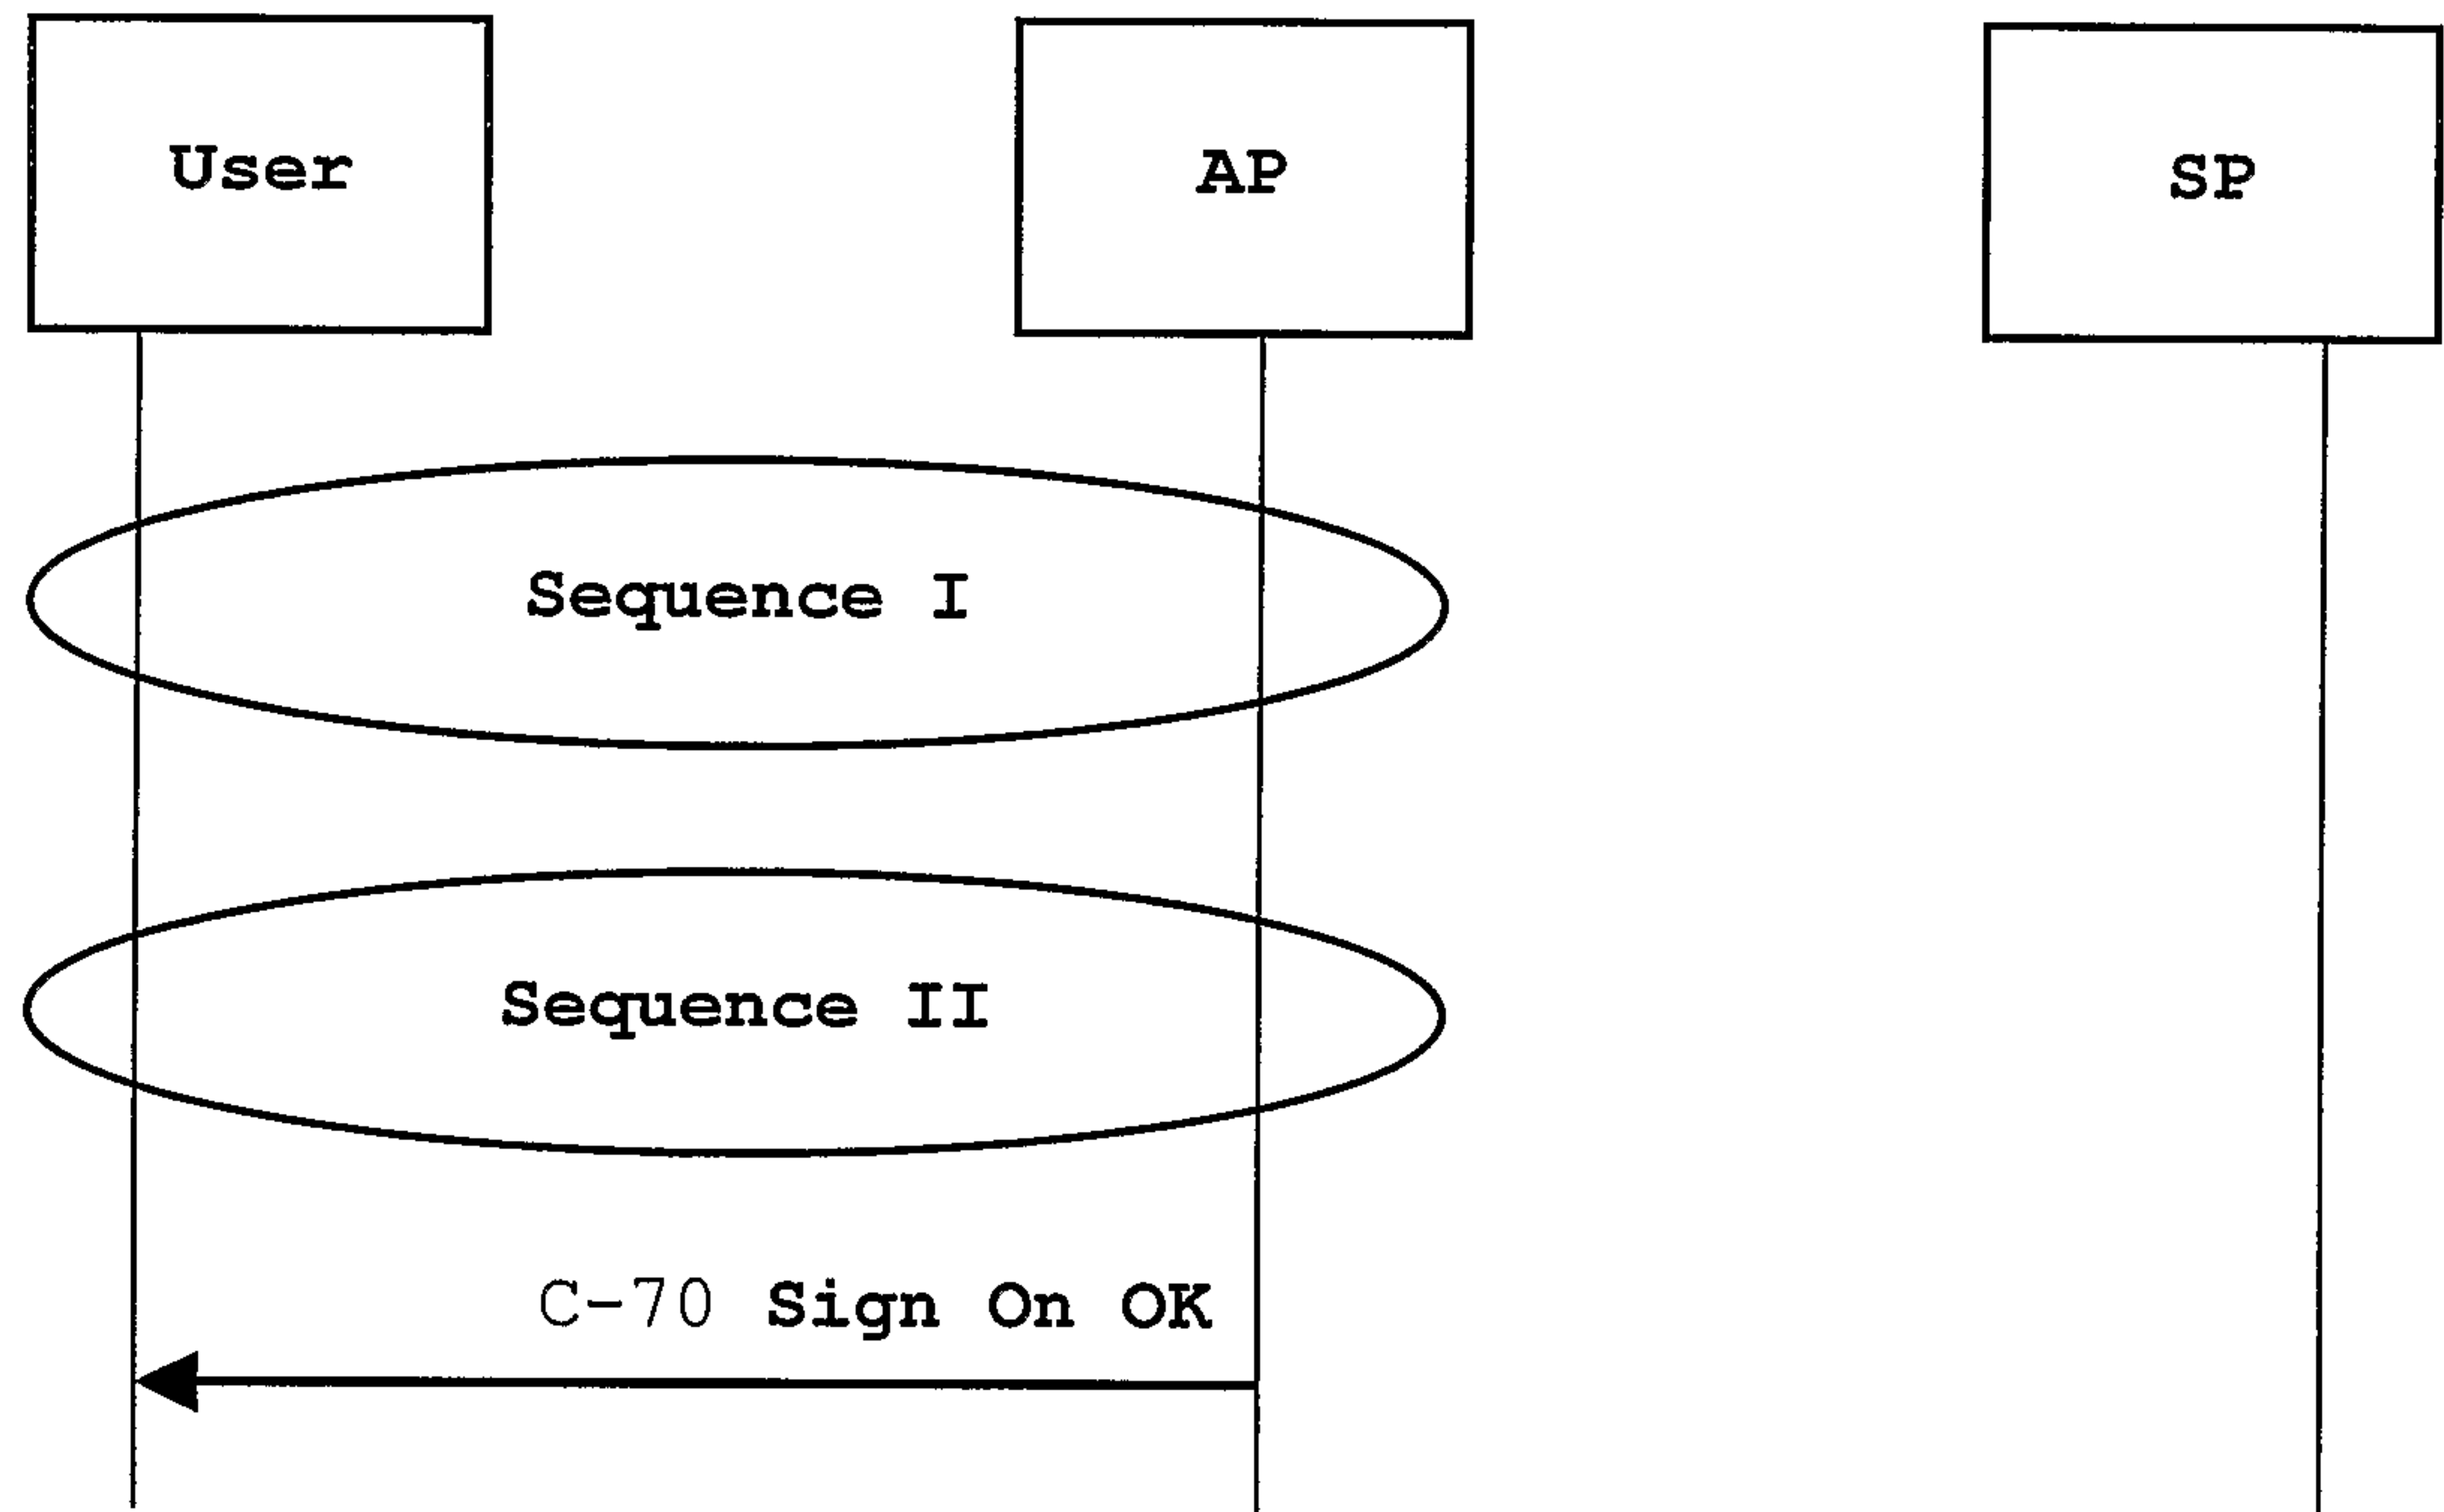 User
AP
SP
Sequence I
Sequence II
C-70 Sign On OK